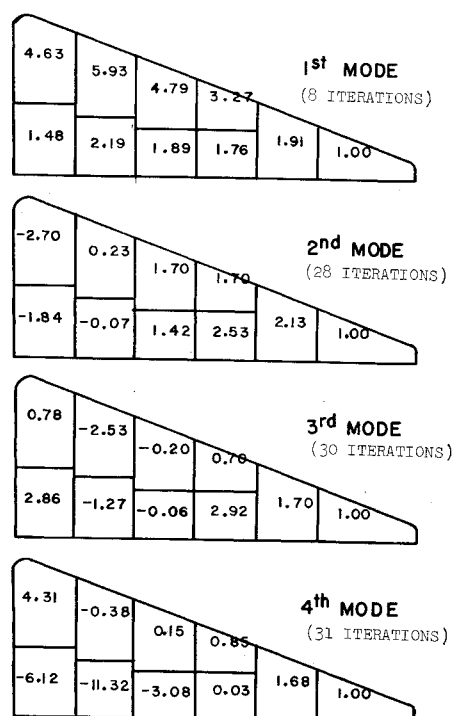 1st MODE
(8 ITERATIONS)
4.63 5.93 4.79 3.27
1.48 2.19 1.89 1.76 1.91 1.00
2nd MODE
(28 ITERATIONS)
-2.70 0.23 1.70 1.70
-1.84 -0.07 1.42 2.53 2.13 1.00
3rd MODE
(30 ITERATIONS)
0.78 -2.53 -0.20 0.70
2.86 -1.27 -0.06 2.92 1.70 1.00
4th MODE
(31 ITERATIONS)
4.31 -0.38 0.15 0.85
-6.12 -11.32 -3.08 0.03 1.68 1.00